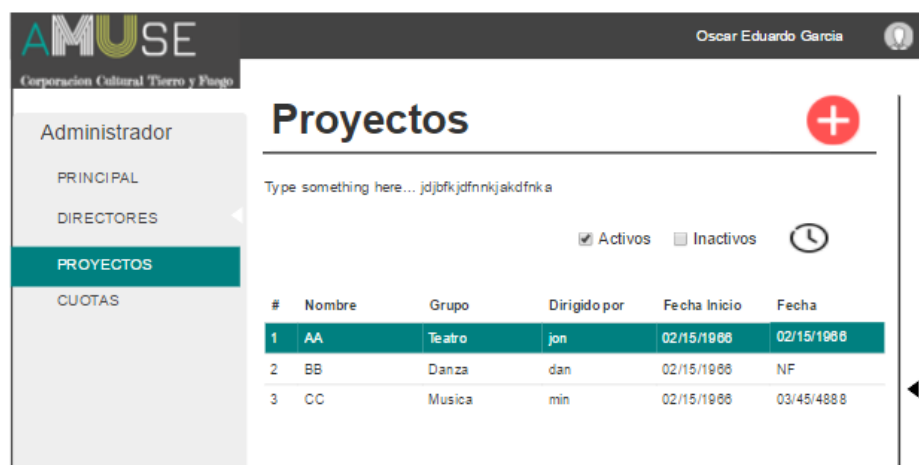 AMUSE
Oscar Eduardo Garcia
Corporacion Cultural Tierro y Fuego
Administrador
PRINCIPAL
DIRECTORES
PROYECTOS
CUOTAS
Proyectos
Type something here... jdjbfkjdfnnkjakdfnka
Activos Inactivos
# Nombre Grupo Dirigido por Fecha Inicio Fecha
1 AA Teatro jon 02/15/1966 02/15/1966
2 BB Danza dan 02/15/1966 NF
3 CC Musica min 02/15/1966 03/45/4888